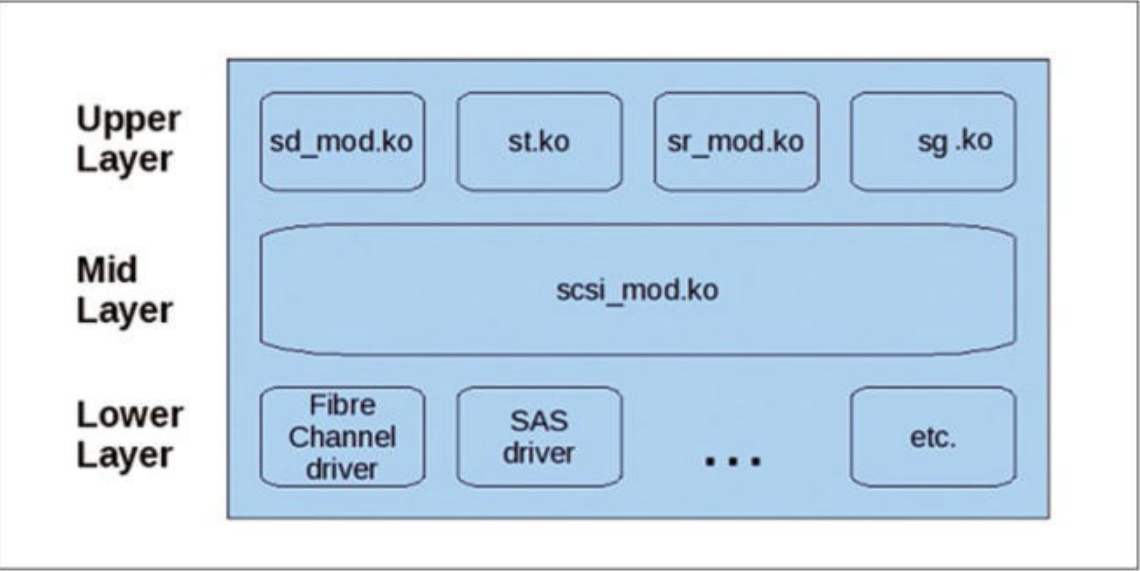 Upper
Layer
sd_mod.ko
st.ko
sr_mod.ko
sg .ko
Mid
Layer
scsi_mod.ko
Lower
Layer
Fibre
Channel
driver
SAS
driver
...
etc.